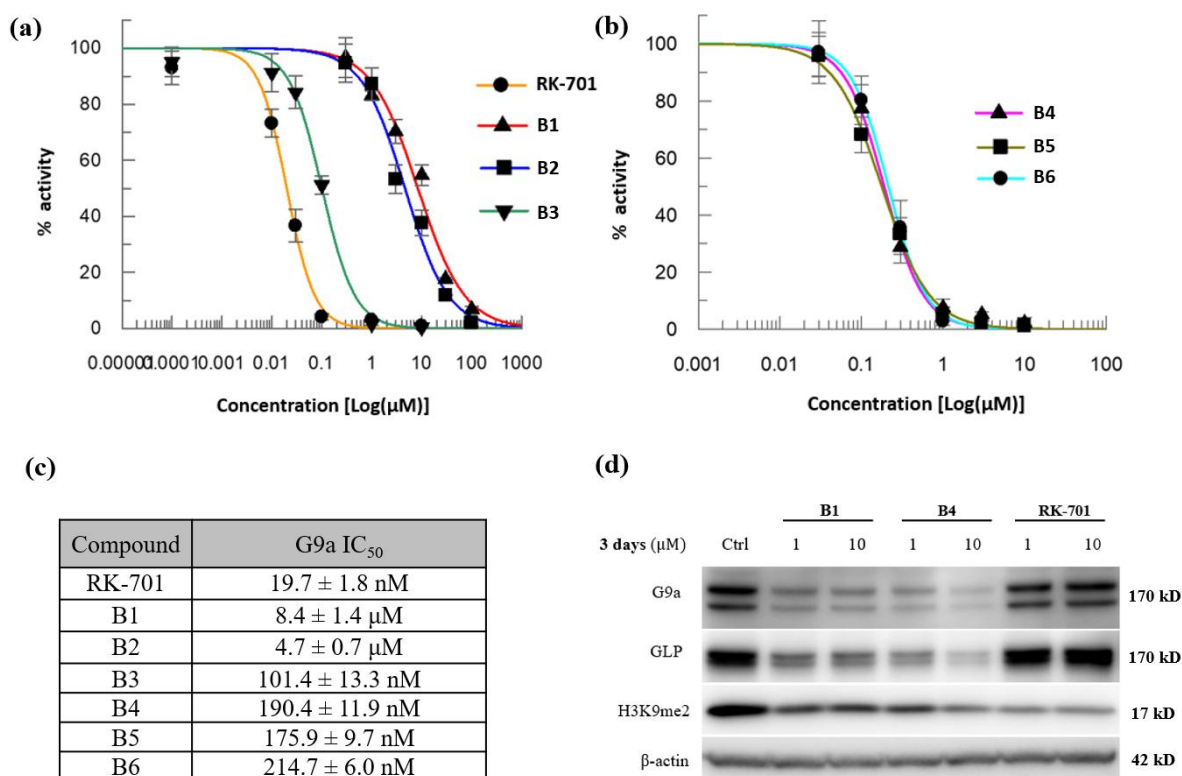 (a)
100
80
60
40
20
0
% activity
0.00001 0.0001 0.01 0.1 1 10 100 1000
Concentration [Log(μM)]
RK-701
B1
B2
B3
(b)
100
80
60
40
20
0
% activity
0.001 0.01 0.1 1 10 100
Concentration [Log(μM)]
B4
B5
B6
(c)
Compound G9a IC50
RK-701 19.7 ± 1.8 nM
B1 8.4 ± 1.4 μM
B2 4.7 ± 0.7 μM
B3 101.4 ± 13.3 nM
B4 190.4 ± 11.9 nM
B5 175.9 ± 9.7 nM
B6 214.7 ± 6.0 nM
(d)
B1 B4 RK-701
3 days (μM) Ctrl 1 10 1 10 1 10
G9a 170 kD
GLP 170 kD
H3K9me2 17 kD
β-actin 42 kD